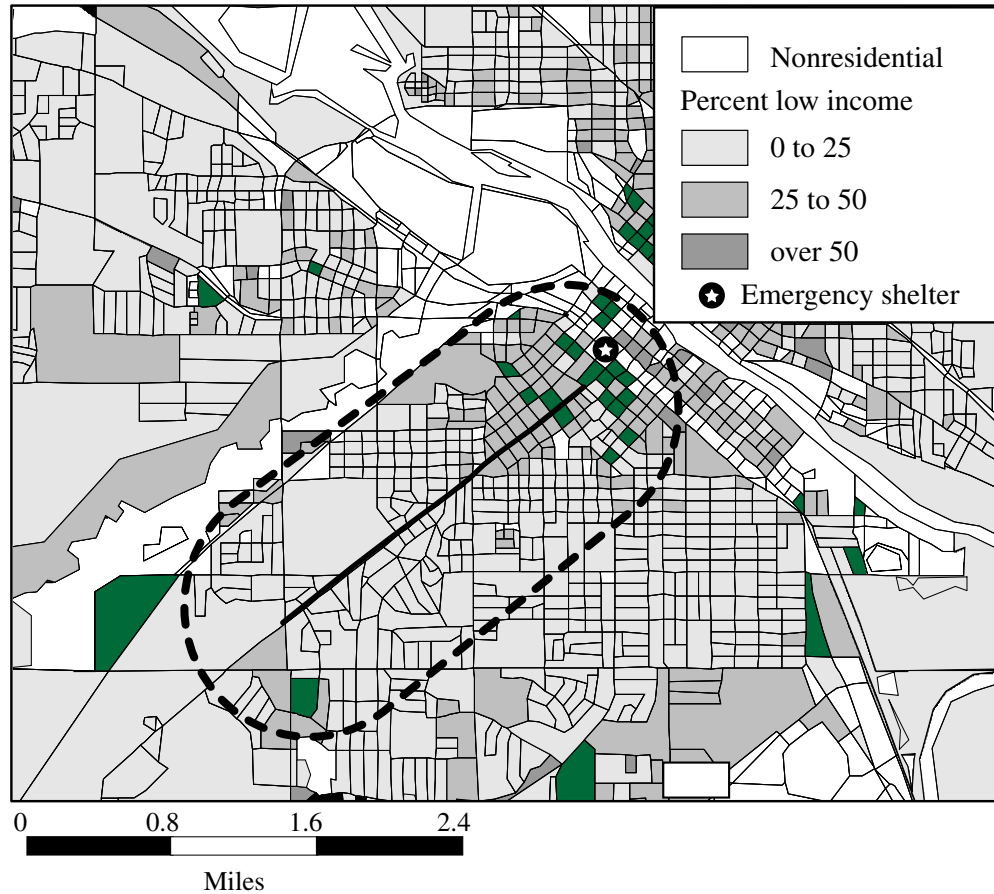 Nonresidential
Percent low income
0 to 25
25 to 50
over 50
Emergency shelter
0 0.8 1.6 2.4
Miles